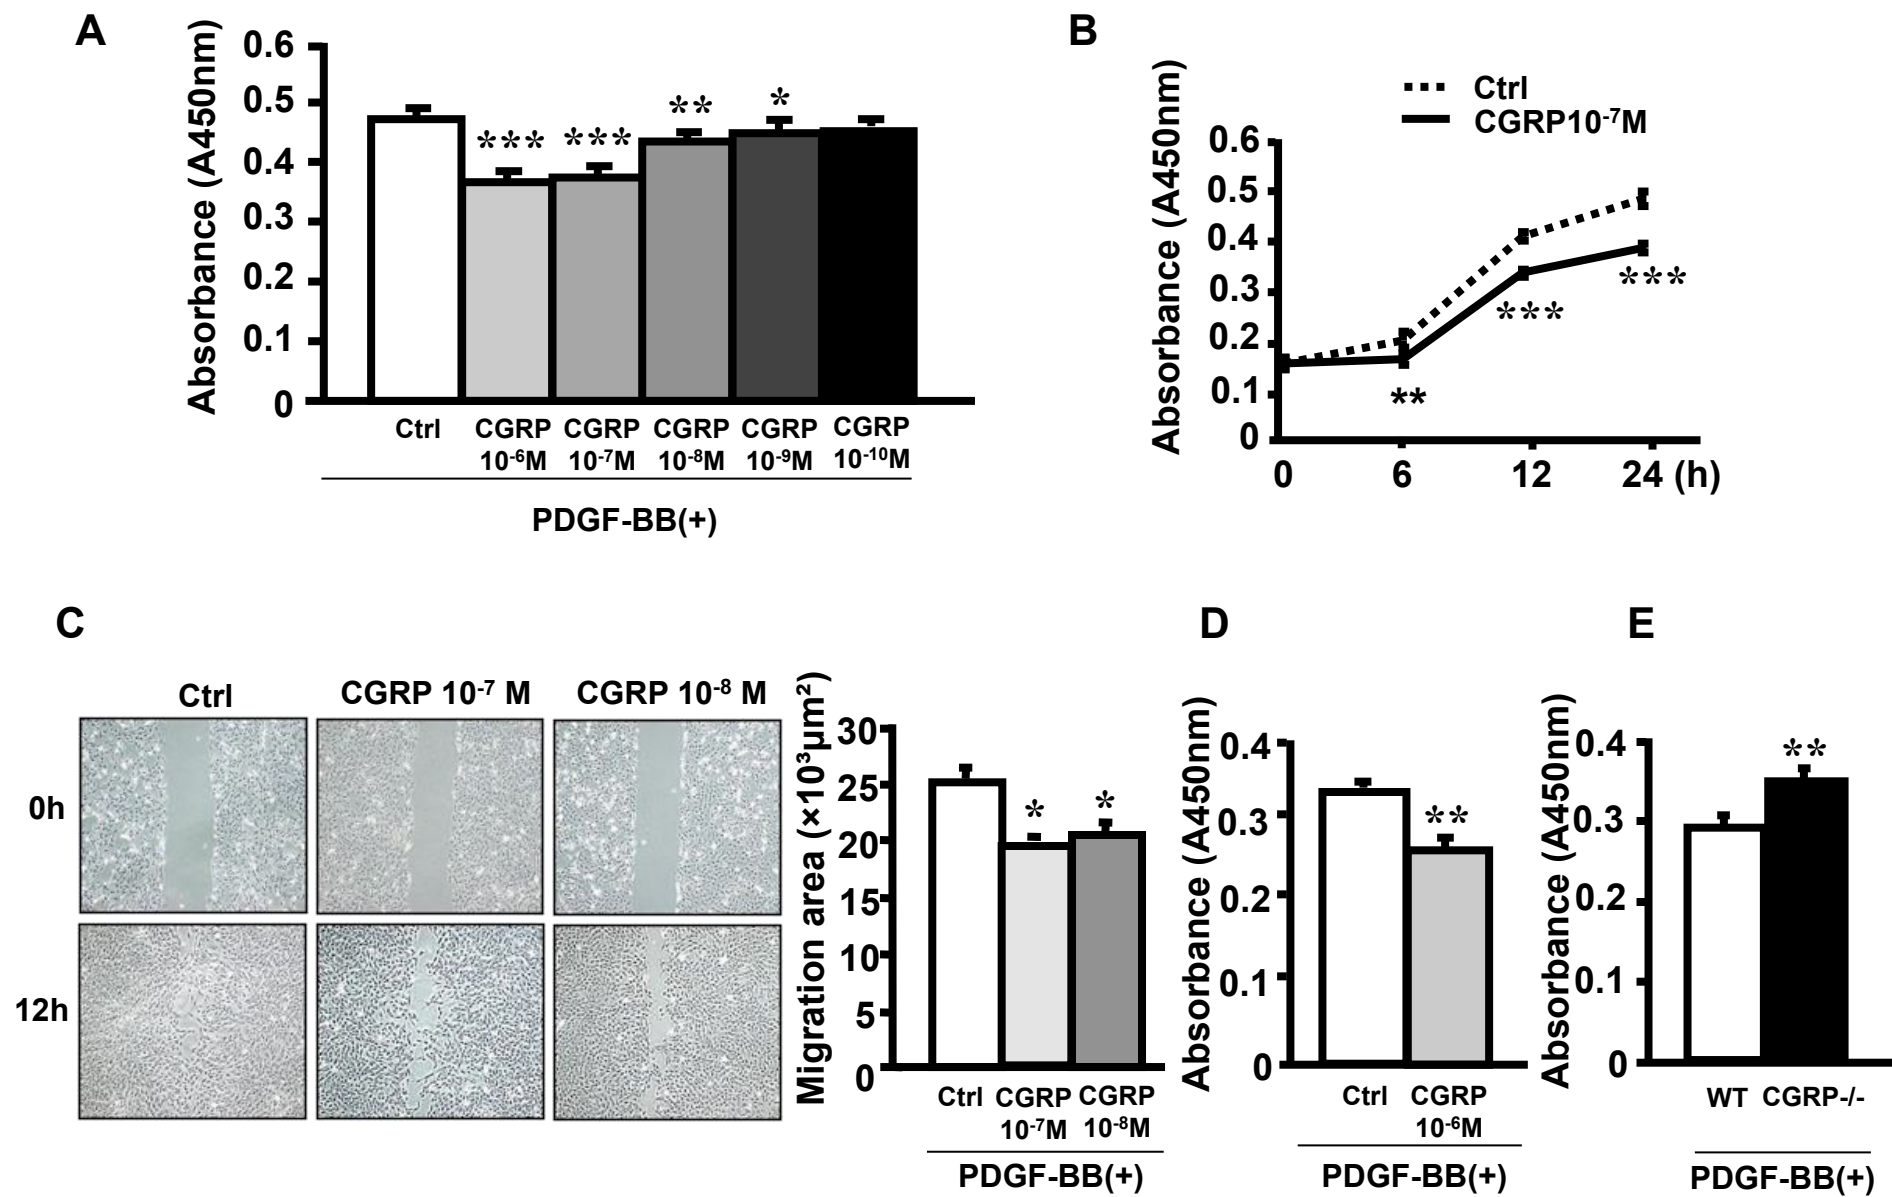 A
Absorbance (A450nm)
0.6
0.5
0.4
0.3
0.2
0.1
0
***
***
**
*
Ctrl
CGRP
10-6M
CGRP
10-7M
CGRP
10-8M
CGRP
10-9M
CGRP
10-10M
PDGF-BB(+)
B
Ctrl
CGRP10-7M
Absorbance (A450nm)
0.6
0.5
0.4
0.3
0.2
0.1
0
**
***
***
0
6
12
24 (h)
C
Ctrl
CGRP 10-7 M
CGRP 10-8 M
0h
12h
Migration area (×10³μm²)
30
25
20
15
10
5
0
*
*
Ctrl
CGRP
10-7M
CGRP
10-8M
PDGF-BB(+)
D
Absorbance (A450nm)
0.4
0.3
0.2
0.1
0
**
Ctrl
CGRP
10-6M
PDGF-BB(+)
E
Absorbance (A450nm)
0.4
0.3
0.2
0.1
0
**
WT
CGRP-/-
PDGF-BB(+)